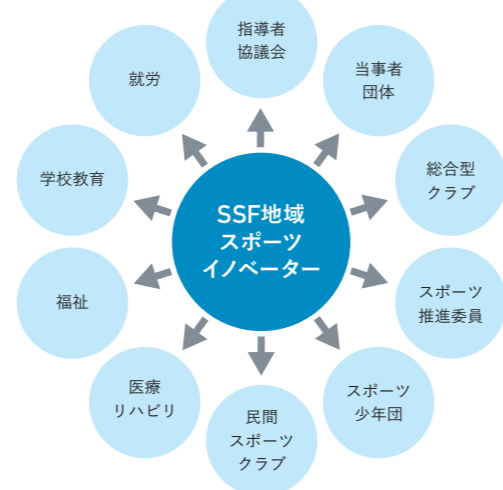 指導者
協議会
当事者
団体
総合型
クラブ
スポーツ
推進委員
スポーツ
少年団
民間
スポーツ
クラブ
医療
リハビリ
福祉
学校教育
就労
SSF地域
スポーツ
イノベーター